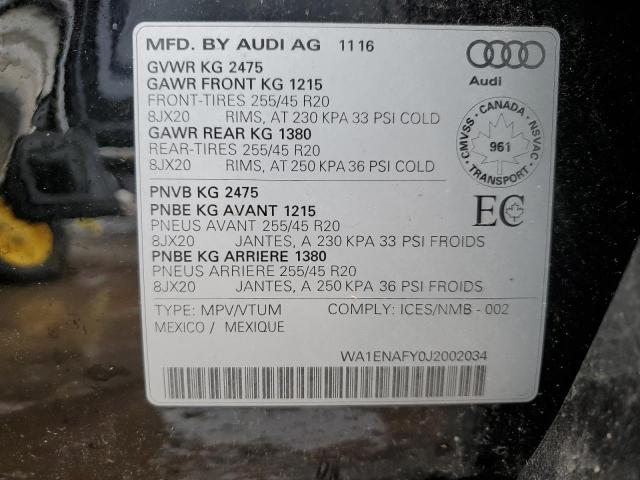 MFD. BY AUDI AG 11 16
Audi
GVWR KG 2475
GAWR FRONT KG 1215
FRONT-TIRES 255/45 R20
8JX20 RIMS, AT 230 KPA 33 PSI COLD
GAWR REAR KG 1380
REAR-TIRES 255/45 R20
8JX20 RIMS, AT 250 KPA 36 PSI COLD
CMVSS - CANADA - NSVAC
961
TRANSPORT
PNVB KG 2475
PNBE KG AVANT 1215
PNEUS AVANT 255/45 R20
8JX20 JANTES, A 230 KPA 33 PSI FROIDS
PNBE KG ARRIERE 1380
PNEUS ARRIERE 255/45 R20
8JX20 JANTES, A 250 KPA 36 PSI FROIDS
EC
TYPE: MPV/VTUM COMPLY: ICES/NMB - 002
MEXICO / MEXIQUE
WA1ENAFY0J2002034